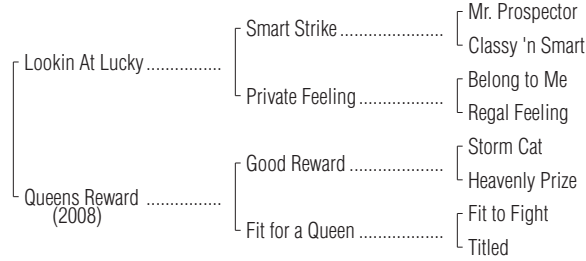 Mr. Prospector
Smart Strike ....................
Classy 'n Smart
Lookin At Lucky ................
Belong to Me
Private Feeling .................
Regal Feeling
Storm Cat
Good Reward ...................
Heavenly Prize
Queens Reward ................
(2008)
Fit to Fight
Fit for a Queen .................
Titled